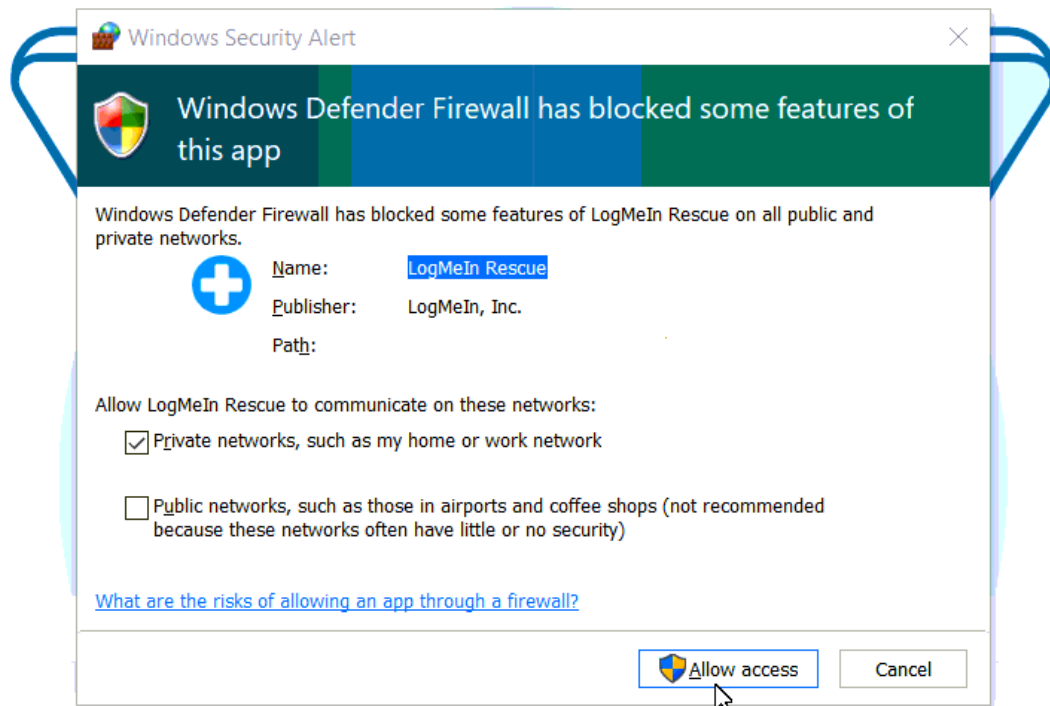 Windows Security Alert
Windows Defender Firewall has blocked some features of
this app
Windows Defender Firewall has blocked some features of LogMeIn Rescue on all public and
private networks.
Name: LogMeIn Rescue
Publisher: LogMeIn, Inc.
Path:
Allow LogMeIn Rescue to communicate on these networks:
Private networks, such as my home or work network
Public networks, such as those in airports and coffee shops (not recommended
because these networks often have little or no security)
What are the risks of allowing an app through a firewall?
Allow access Cancel